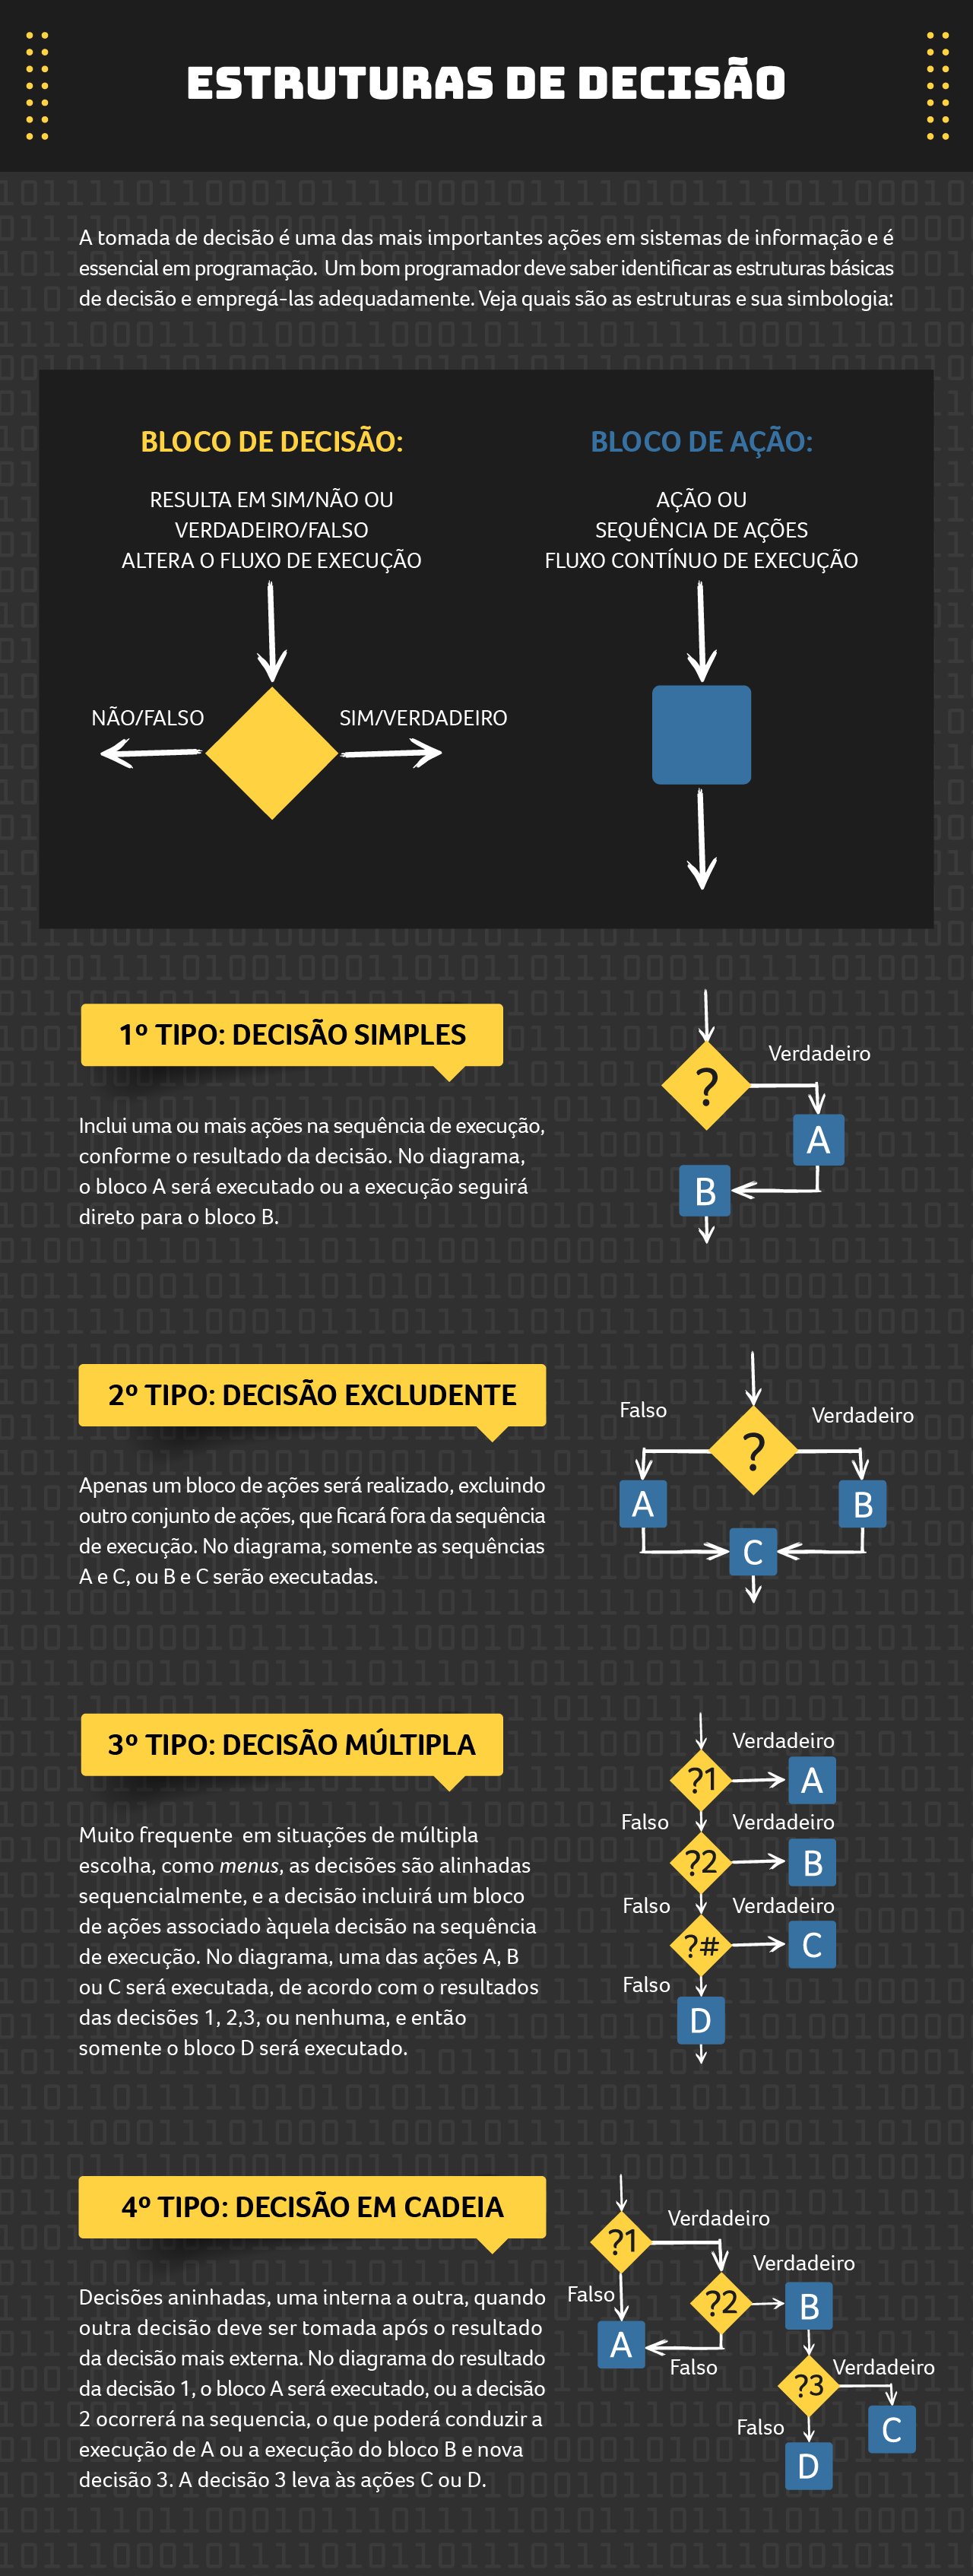 ESTRUTURAS DE DECISÃO
A tomada de decisão é uma das mais importantes ações em sistemas de informação e é
essencial em programação. Um bom programador deve saber identificar as estruturas básicas
de decisão e empregá-las adequadamente. Veja quais são as estruturas e sua simbologia:
BLOCO DE DECISÃO:
RESULTA EM SIM/NÃO OU
VERDADEIRO/FALSO
ALTERA O FLUXO DE EXECUÇÃO
NÃO/FALSO
SIM/VERDADEIRO
BLOCO DE AÇÃO:
AÇÃO OU
SEQUÊNCIA DE AÇÕES
FLUXO CONTÍNUO DE EXECUÇÃO
1º TIPO: DECISÃO SIMPLES
Inclui uma ou mais ações na sequência de execução,
conforme o resultado da decisão. No diagrama,
o bloco A será executado ou a execução seguirá
direto para o bloco B.
Verdadeiro
?
A
B
2º TIPO: DECISÃO EXCLUDENTE
Apenas um bloco de ações será realizado, excluindo
outro conjunto de ações, que ficará fora da sequência
de execução. No diagrama, somente as sequências
A e C, ou B e C serão executadas.
Falso
Verdadeiro
?
A
B
C
3º TIPO: DECISÃO MÚLTIPLA
Muito frequente em situações de múltipla
escolha, como menus, as decisões são alinhadas
sequencialmente, e a decisão incluirá um bloco
de ações associado àquela decisão na sequência
de execução. No diagrama, uma das ações A, B
ou C será executada, de acordo com o resultados
das decisões 1, 2,3, ou nenhuma, e então
somente o bloco D será executado.
Verdadeiro
?1
A
Falso
Verdadeiro
?2
B
Falso
Verdadeiro
?#
C
Falso
D
4º TIPO: DECISÃO EM CADEIA
Decisões aninhadas, uma interna a outra, quando
outra decisão deve ser tomada após o resultado
da decisão mais externa. No diagrama do resultado
da decisão 1, o bloco A será executado, ou a decisão
2 ocorrerá na sequencia, o que poderá conduzir a
execução de A ou a execução do bloco B e nova
decisão 3. A decisão 3 leva às ações C ou D.
Verdadeiro
?1
Verdadeiro
Falso
?2
B
A
Falso
Verdadeiro
?3
Falso
C
D